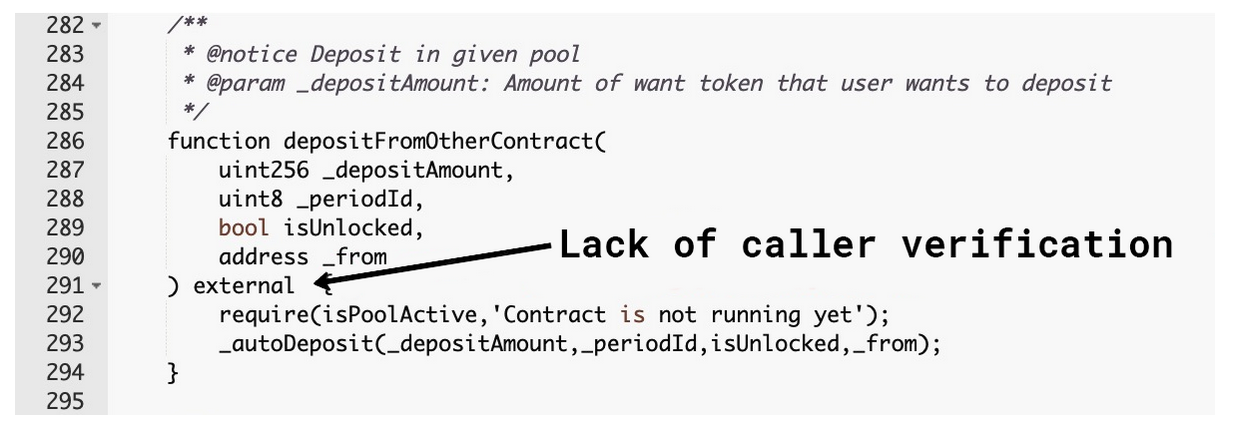 282 /**
283 * @notice Deposit in given pool
284 * @param _depositAmount: Amount of want token that user wants to deposit
285 */
286 function depositFromOtherContract(
287 uint256 _depositAmount,
288 uint8 _periodId,
289 bool isUnlocked,
Lack of caller verification
290 address _from
291 ) external {
292 require(isPoolActive,'Contract is not running yet');
293 _autoDeposit(_depositAmount,_periodId,isUnlocked,_from);
294 }
295